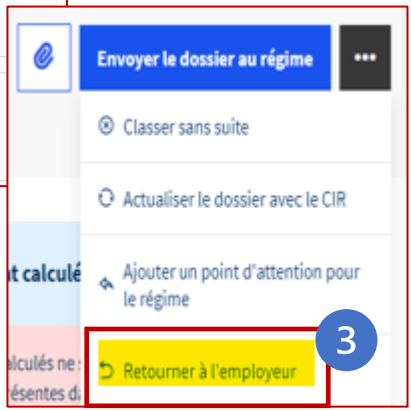 Envoyer le dossier au régime •••
Classer sans suite
Actualiser le dossier avec le CIR
t calculé
Ajouter un point d'attention pour
le régime
3
alculés ne
Retourner à l'employeur
résentes d